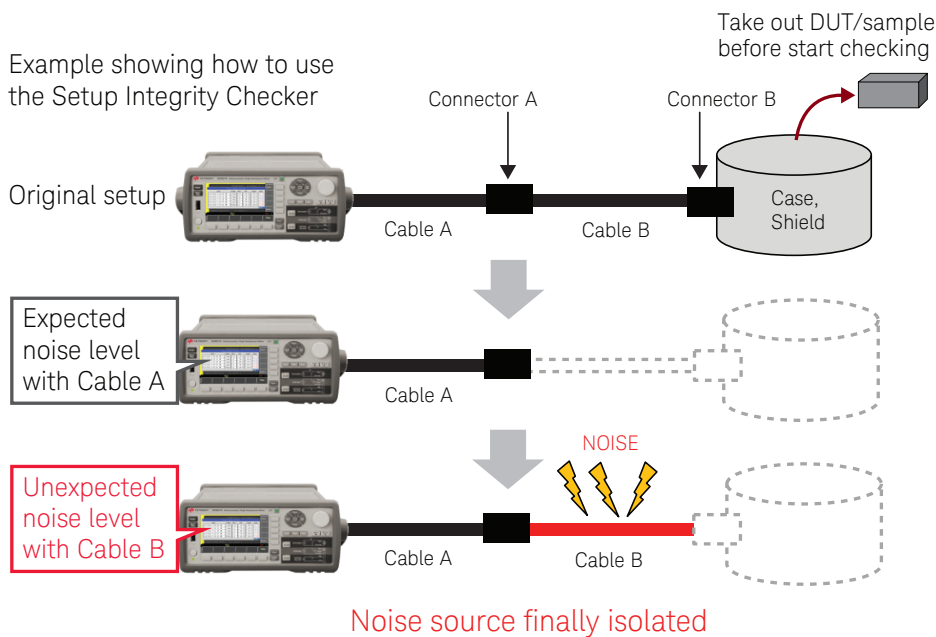 Take out DUT/sample
before start checking
Example showing how to use
the Setup Integrity Checker
Connector A
Connector B
Original setup
Cable A
Cable B
Case,
Shield
Expected
noise level
with Cable A
Cable A
NOISE
Unexpected
noise level
with Cable B
Cable A
Cable B
Noise source finally isolated